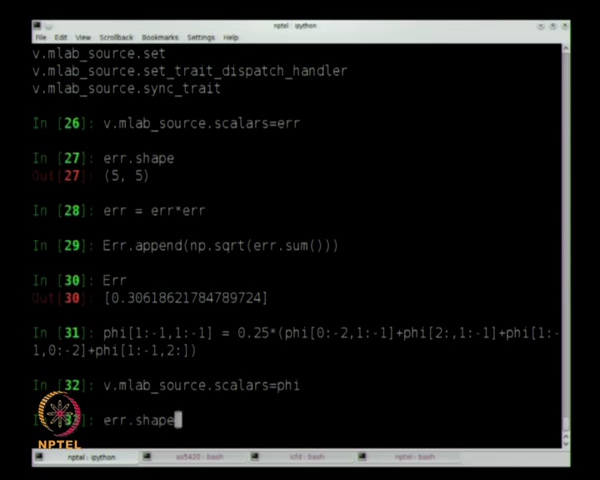 nptel : ipython
File Edit View Scrollback Bookmarks Settings Help
v.mlab_source.set
v.mlab_source.set_trait_dispatch_handler
v.mlab_source.sync_trait
In [26]: v.mlab_source.scalars=err
In [27]: err.shape
Out[27]: (5, 5)
In [28]: err = err*err
In [29]: Err.append(np.sqrt(err.sum()))
In [30]: Err
Out[30]: [0.30618621784789724]
In [31]: phi[1:-1,1:-1] = 0.25*(phi[0:-2,1:-1]+phi[2:,1:-1]+phi[1:-
1,0:-2]+phi[1:-1,2:])
In [32]: v.mlab_source.scalars=phi
err.shape
NPTEL
nptel : ipython
: bash
icfd : bash
nptel : bash